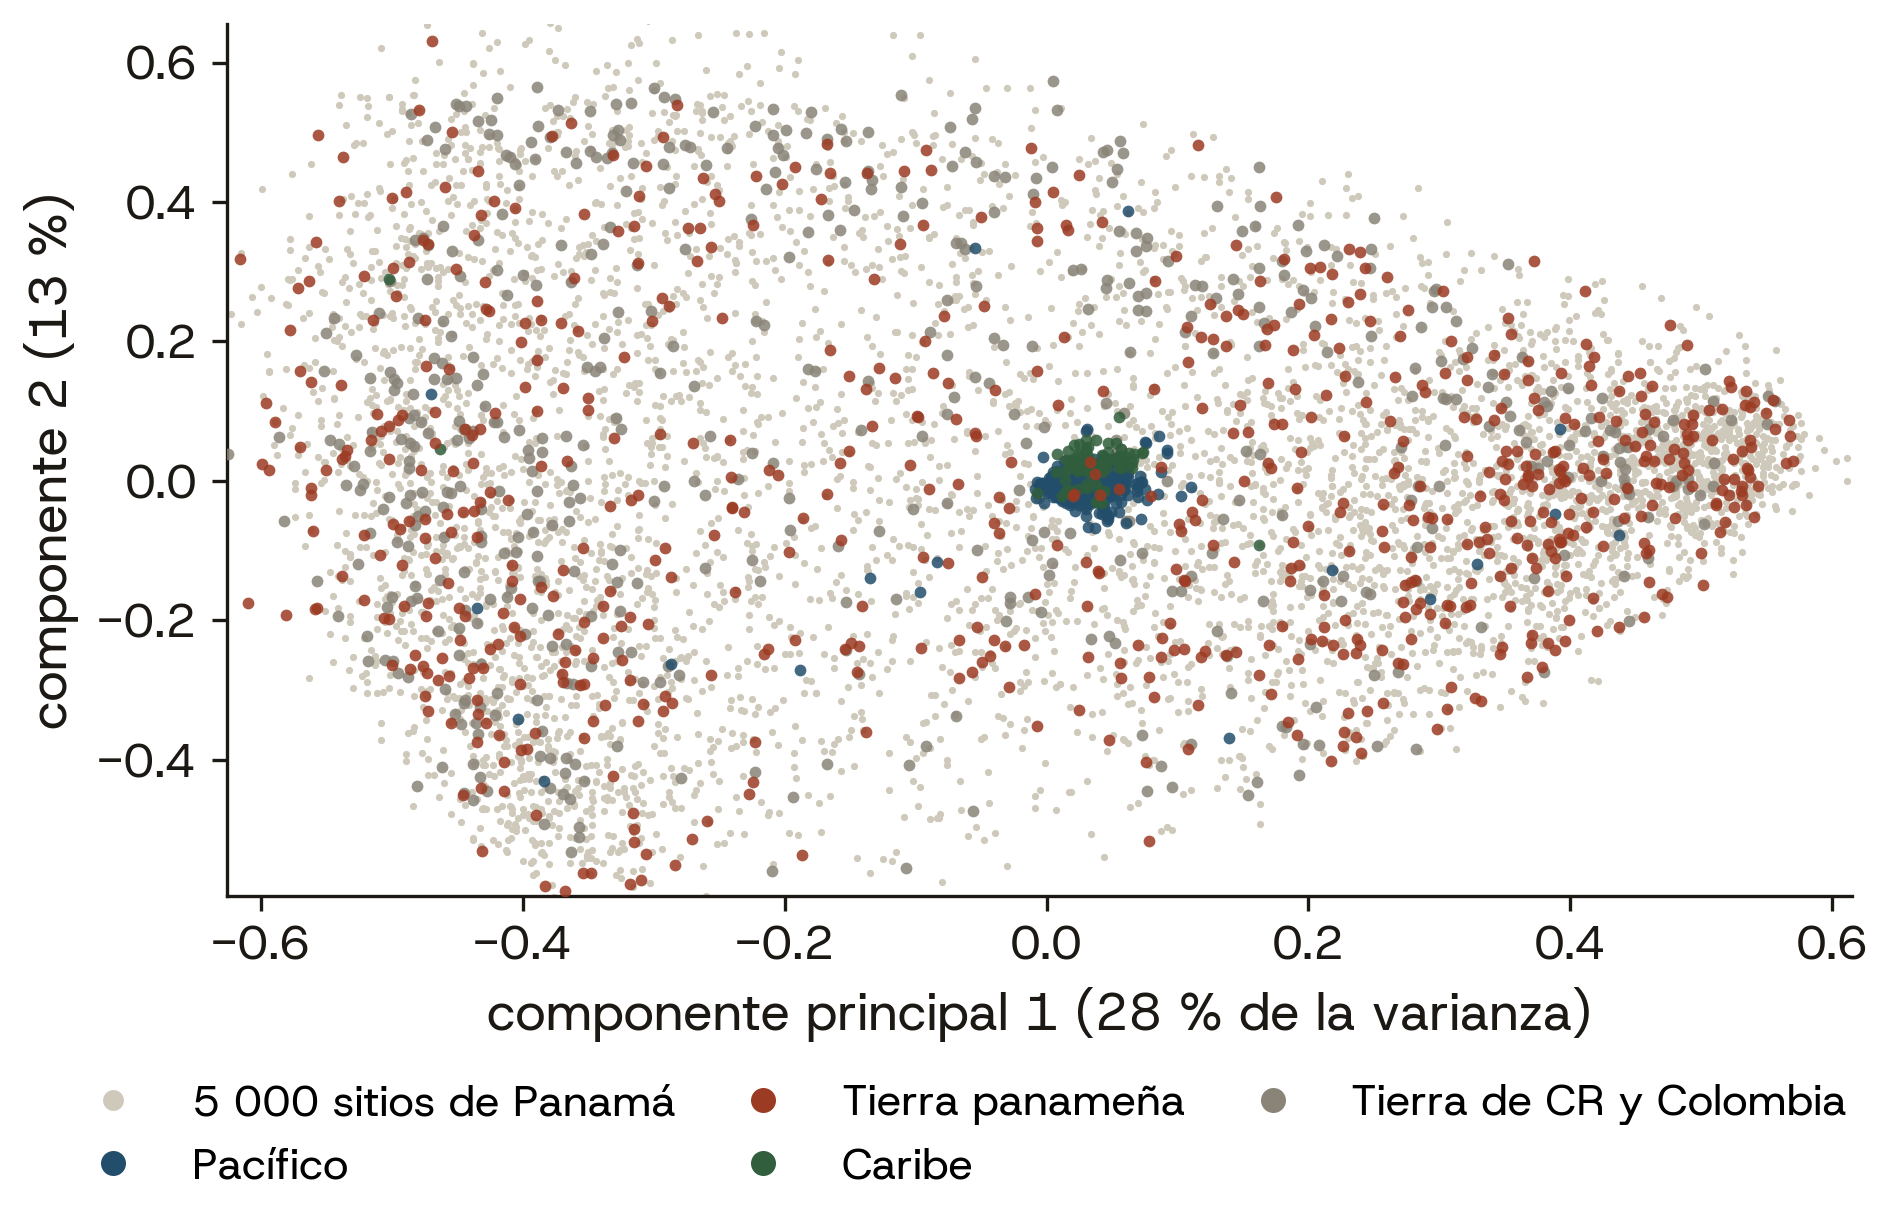 0.6
0.4
0.2
0.0
−0.2
−0.4
componente 2 (13 %)
−0.6 −0.4 −0.2 0.0 0.2 0.4 0.6
componente principal 1 (28 % de la varianza)
5 000 sitios de Panamá Tierra panameña Tierra de CR y Colombia
Pacífico Caribe